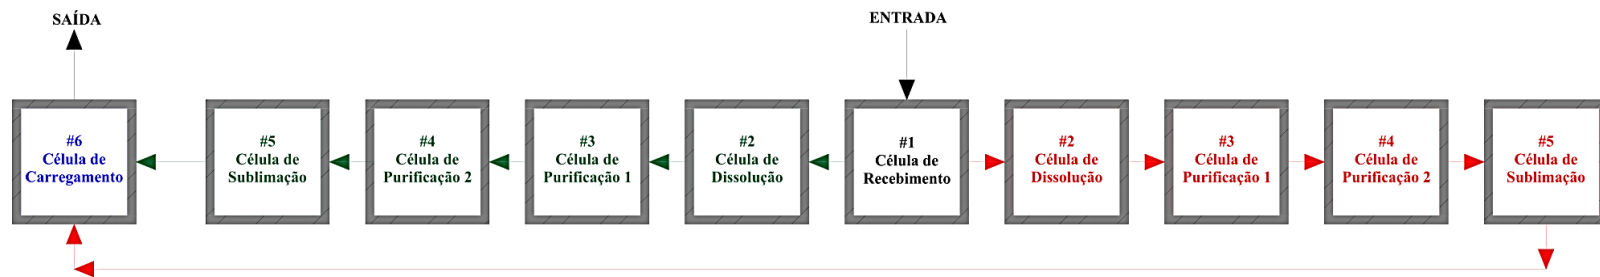 SAÍDA
ENTRADA
#6
Célula de
Carregamento
#5
Célula de
Sublimação
#4
Célula de
Purificação 2
#3
Célula de
Purificação 1
#2
Célula de
Dissolução
#1
Célula de
Recebimento
#2
Célula de
Dissolução
#3
Célula de
Purificação 1
#4
Célula de
Purificação 2
#5
Célula de
Sublimação